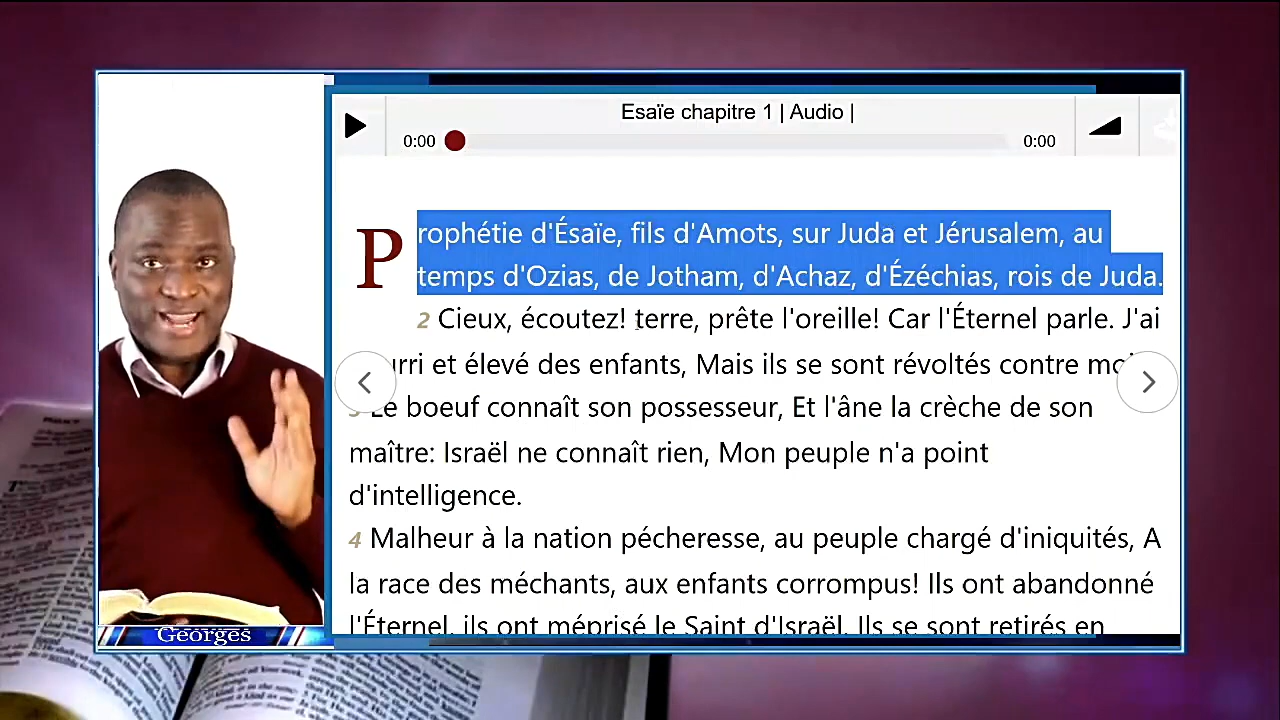 Esaïe chapitre 1 | Audio |
0:00 0:00
Prophétie d'Ésaïe, fils d'Amots, sur Juda et Jérusalem, au
temps d'Ozias, de Jotham, d'Achaz, d'Ézéchias, rois de Juda.
2 Cieux, écoutez! terre, prête l'oreille! Car l'Éternel parle. J'ai
et élevé des enfants, Mais ils se sont révoltés contre
Le boeuf connaît son possesseur, Et l'âne la crèche de son
maître: Israël ne connaît rien, Mon peuple n'a point
d'intelligence.
4 Malheur à la nation pécheresse, au peuple chargé d'iniquités, A
la race des méchants, aux enfants corrompus! Ils ont abandonné
l'Éternel, ils ont méprisé le Saint d'Israël. Ils se sont retirés en
Georges